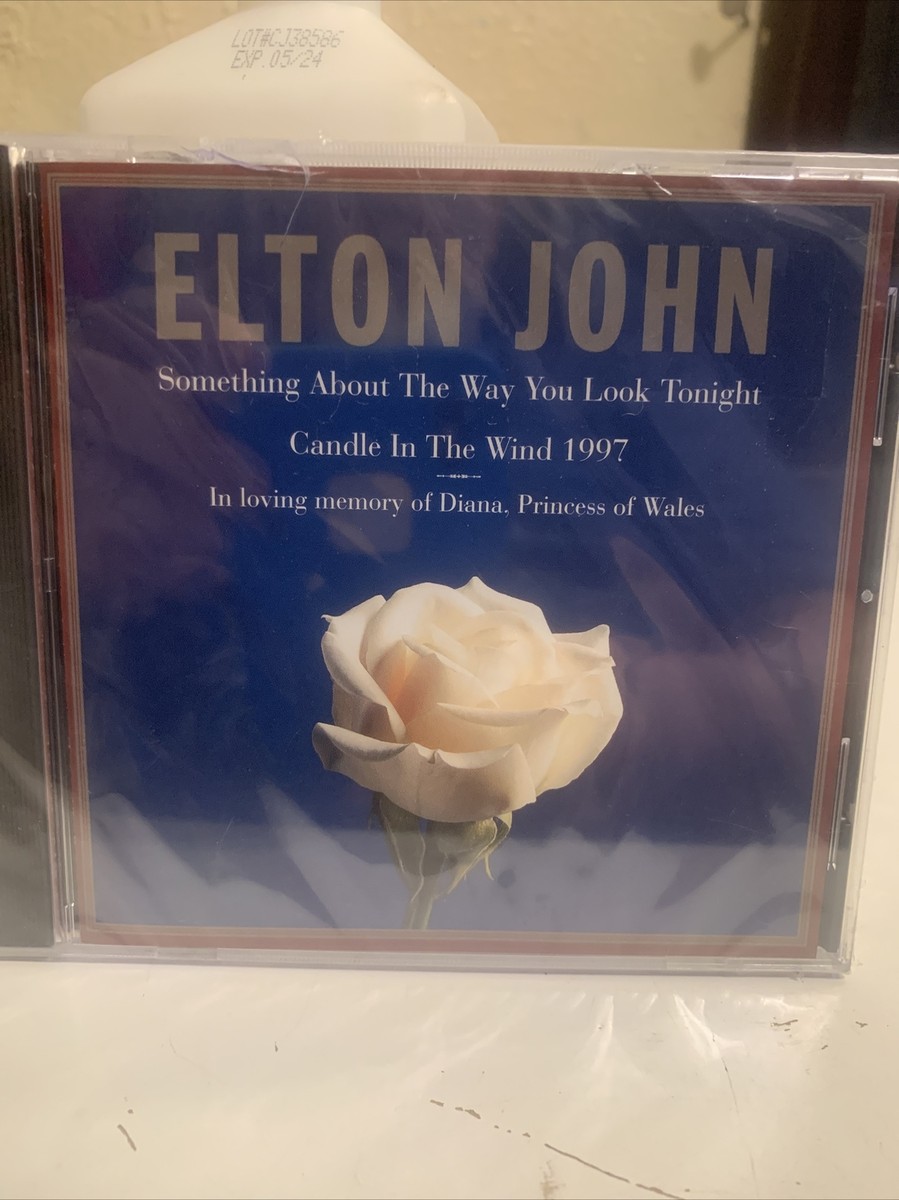 LOT#CJ38586
EXP.05/24
ELTON JOHN
Something About The Way You Look Tonight
Candle In The Wind 1997
In loving memory of Diana, Princess of Wales